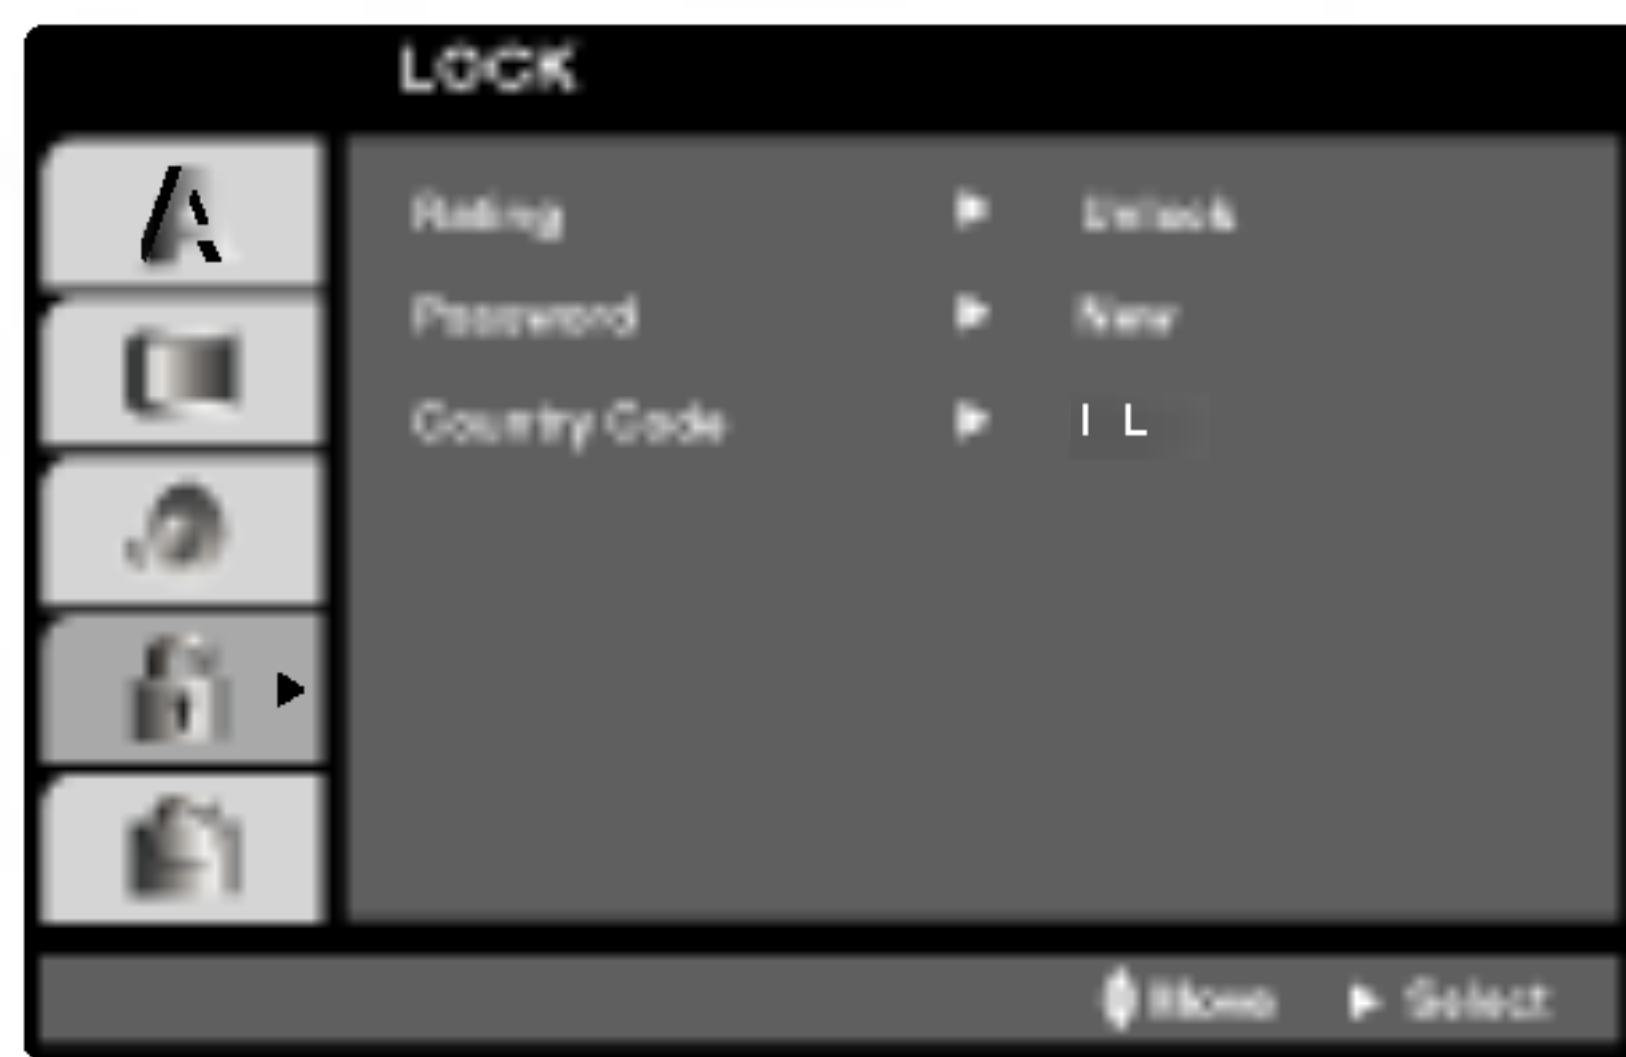 LOCK
A
Rating ► Unlock
Password ► New
Country Code ► I L
Move ► Select